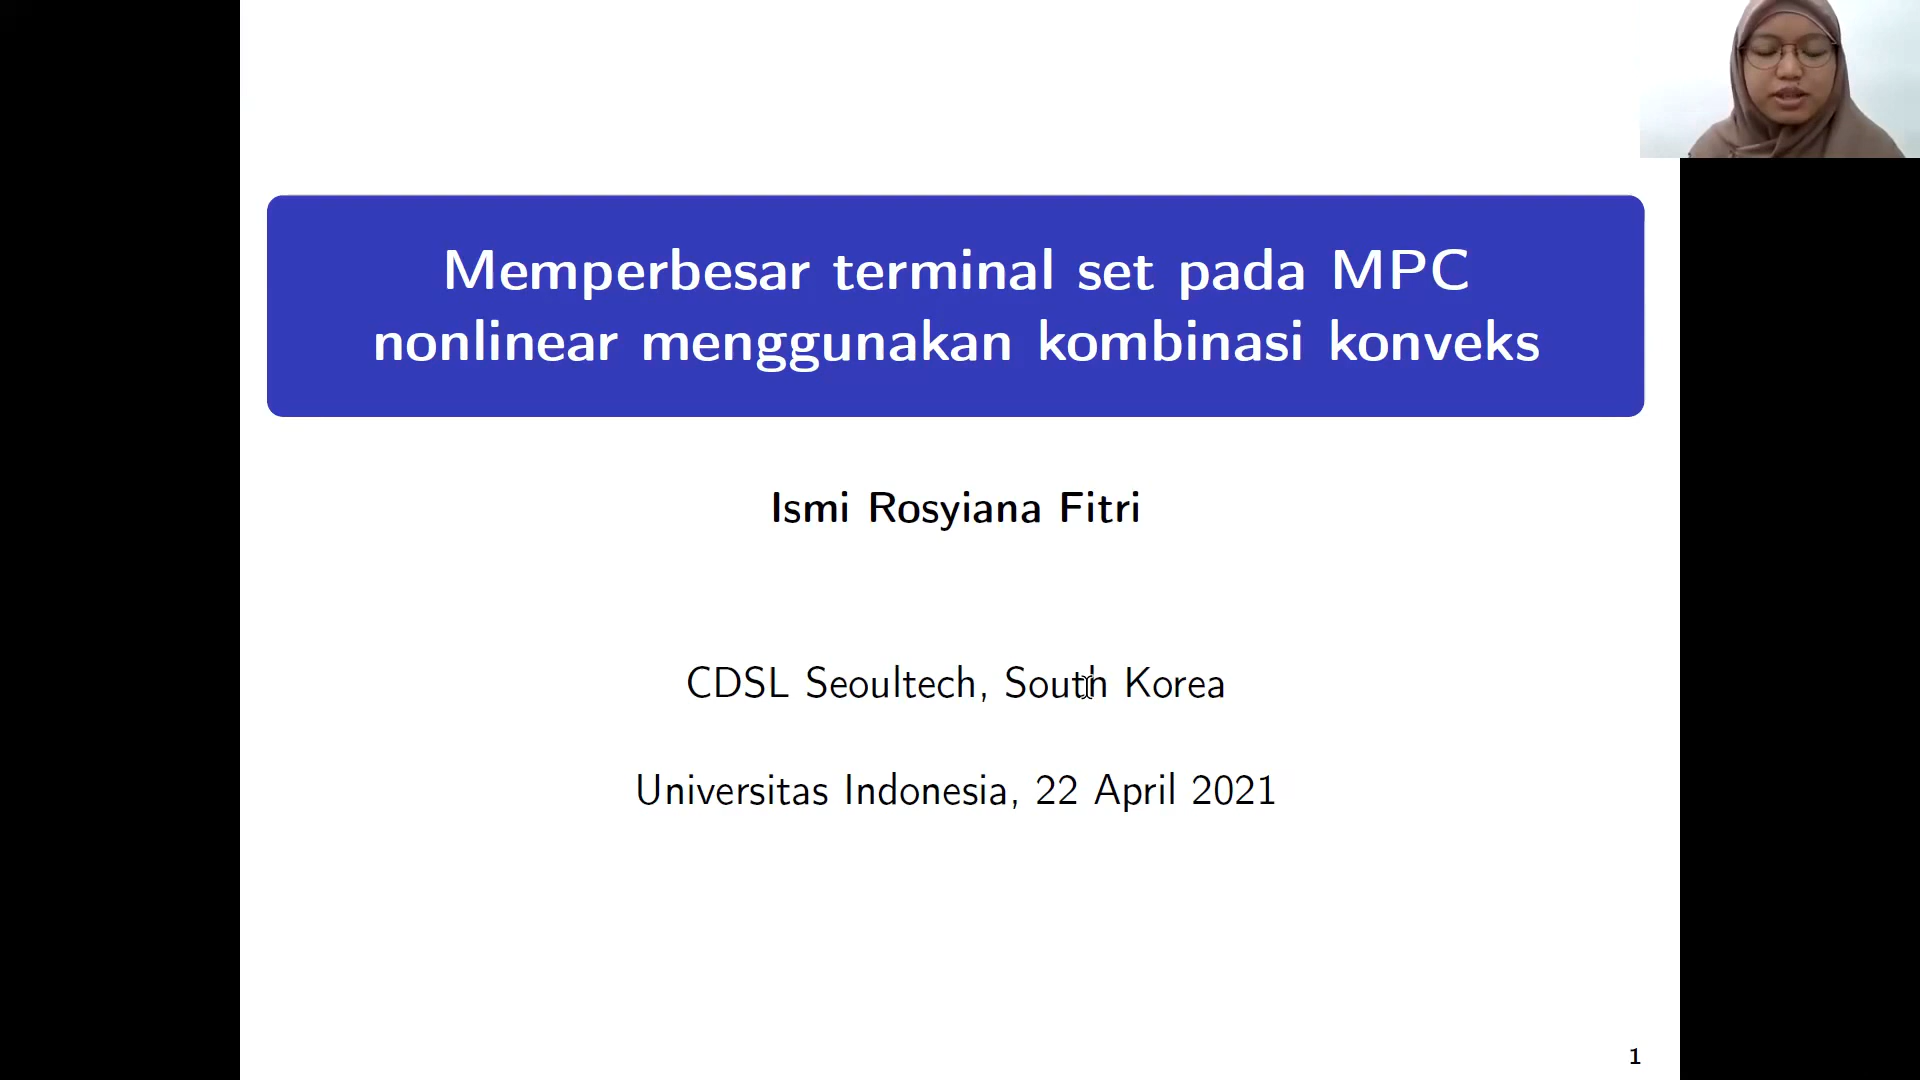 Memperbesar terminal set pada MPC
nonlinear menggunakan kombinasi konveks
Ismi Rosyiana Fitri
CDSL Seoultech, South Korea
Universitas Indonesia, 22 April 2021
1